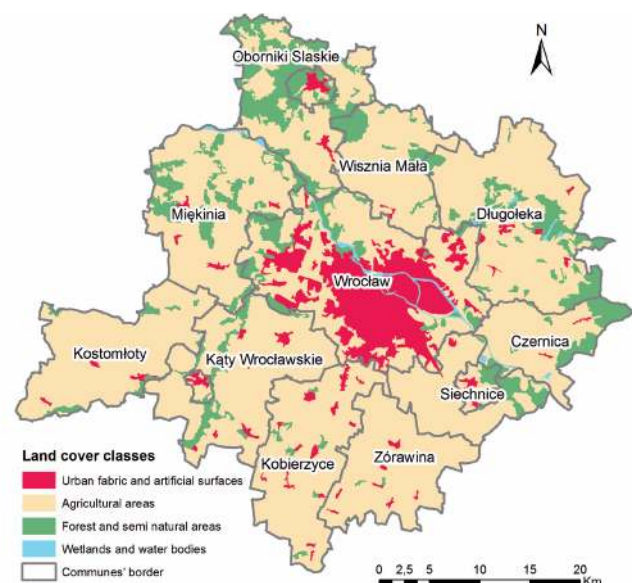 N
Oborniki Slaskie
Wisznia Mała
Miękinia
Długołeka
Wrocław
Kostomłoty
Kąty Wrocławskie
Czernica
Siechnice
Kobierzyce
Zórawina
Land cover classes
Urban fabric and artificial surfaces
Agricultural areas
Forest and semi natural areas
Wetlands and water bodies
Communes' border
0 2,5 5 10 15 20
Km